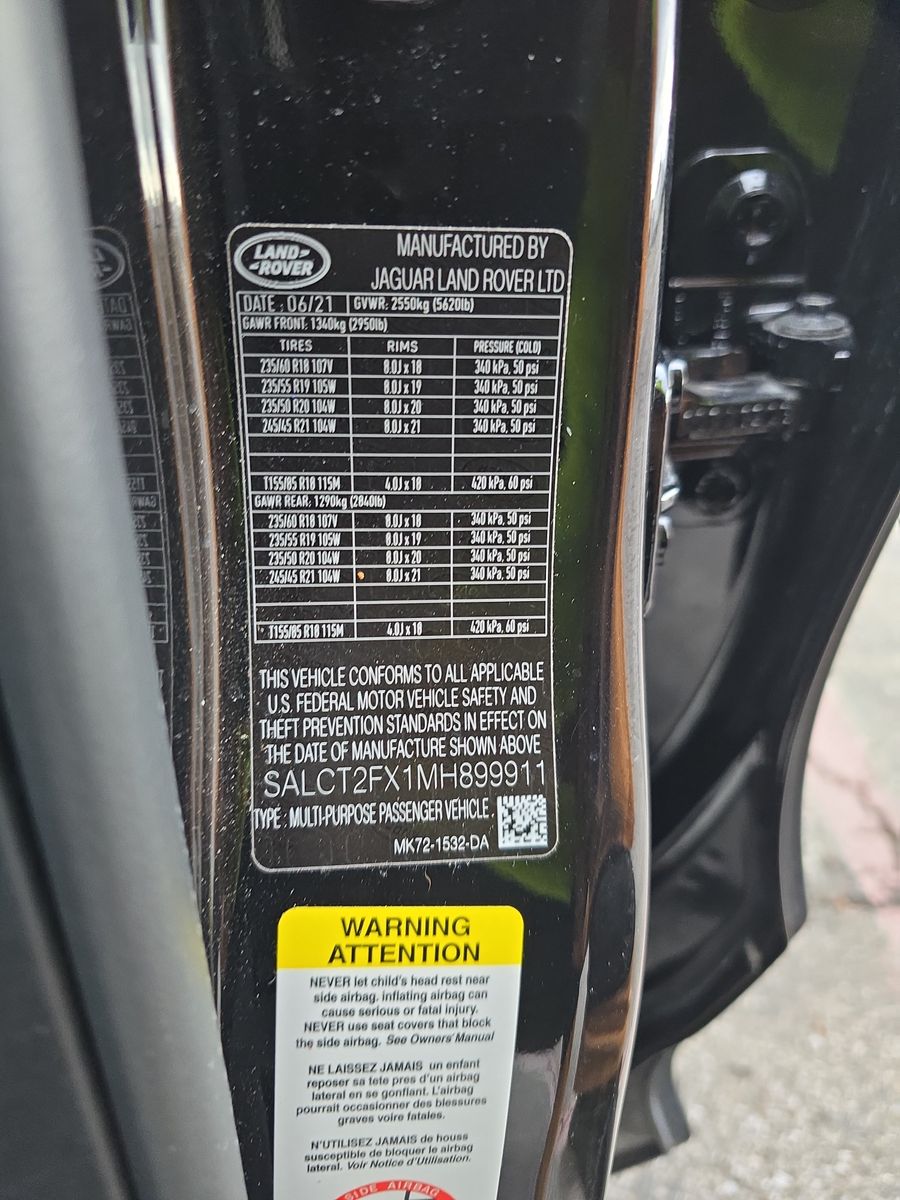 LAND ROVER
MANUFACTURED BY
JAGUAR LAND ROVER LTD
DATE : 06/21 GVWR: 2550kg (5620lb)
GAWR FRONT: 1340kg (2950lb)
TIRES RIMS PRESSURE (COLD)
235/60 R18 107V 8.0J x 18 340 kPa, 50 psi
235/55 R19 105W 8.0J x 19 340 kPa, 50 psi
235/50 R20 104W 8.0J x 20 340 kPa, 50 psi
245/45 R21 104W 8.0J x 21 340 kPa, 50 psi
T155/85 R18 115M 4.0J x 18 420 kPa, 60 psi
GAWR REAR: 1290kg (2840lb)
235/60 R18 107V 8.0J x 18 340 kPa, 50 psi
235/55 R19 105W 8.0J x 19 340 kPa, 50 psi
235/50 R20 104W 8.0J x 20 340 kPa, 50 psi
245/45 R21 104W 8.0J x 21 340 kPa, 50 psi
T155/85 R18 115M 4.0J x 18 420 kPa, 60 psi
THIS VEHICLE CONFORMS TO ALL APPLICABLE
U.S. FEDERAL MOTOR VEHICLE SAFETY AND
THEFT PREVENTION STANDARDS IN EFFECT ON
THE DATE OF MANUFACTURE SHOWN ABOVE
SALCT2FX1MH899911
TYPE : MULTI-PURPOSE PASSENGER VEHICLE
MK72-1532-DA
WARNING
ATTENTION
NEVER let child's head rest near
side airbag. inflating airbag can
cause serious or fatal injury.
NEVER use seat covers that block
the side airbag. See Owners' Manual
NE LAISSEZ JAMAIS un enfant
reposer sa tete pres d'un airbag
lateral en se gonflant. L'airbag
pourrait occasionner des blessures
graves voire fatales.
N'UTILISEZ JAMAIS de houss
susceptible de bloquer le airbag
lateral. Voir Notice d'Utilisation.
SIDE AIRBAG